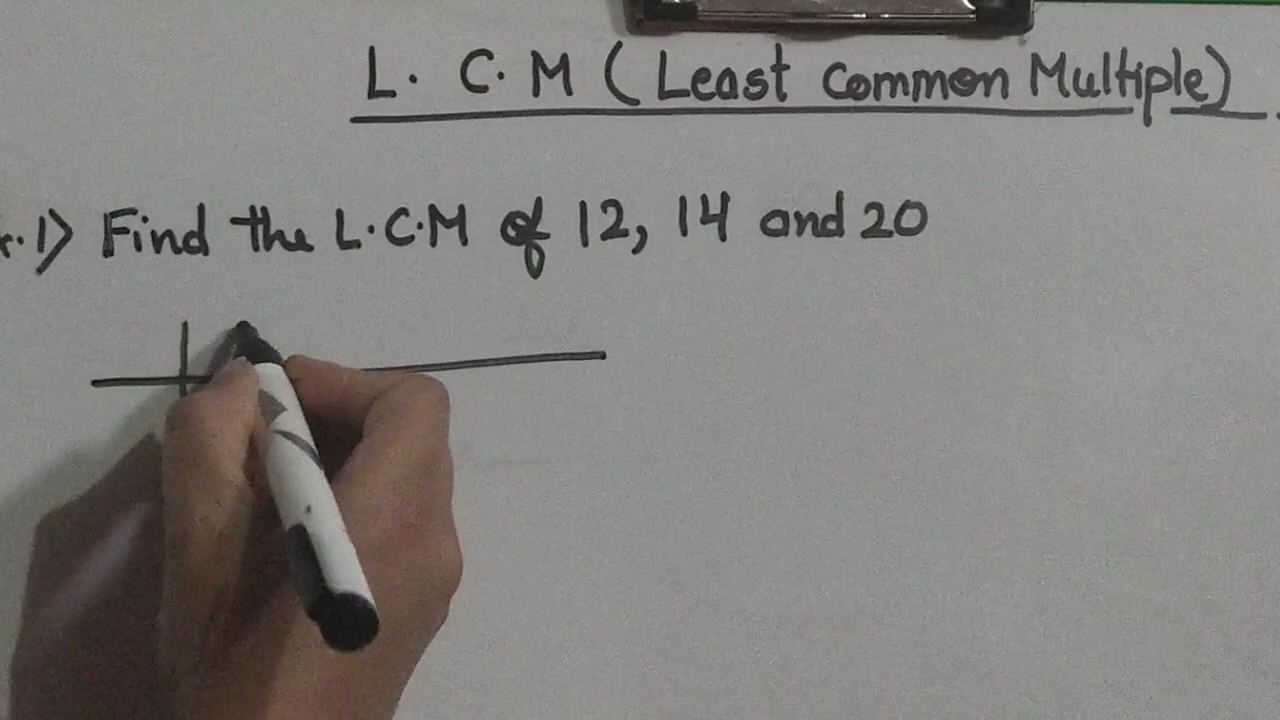 L. C. M (Least Common Multiple)
1) Find the L.C.M of 12, 14 and 20